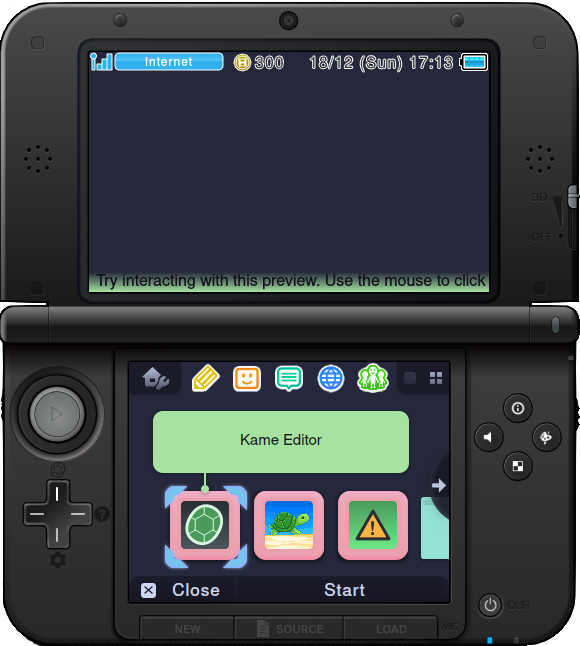 Internet
300
18/12 (Sun) 17:13
3D
OFF
Try interacting with this preview. Use the mouse to click
Kame Editor
Close
Start
QUIT
NEW
SOURCE
LOAD
MIC